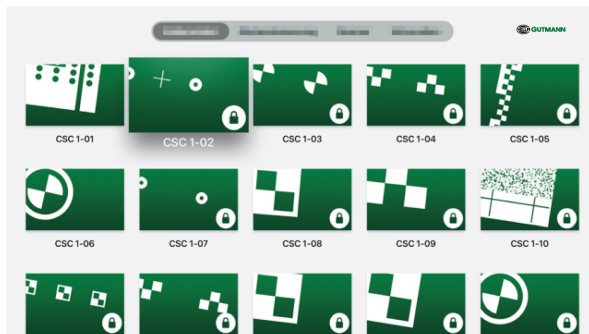 HELLA GUTMANN
CSC 1-01
CSC 1-02
CSC 1-03
CSC 1-04
CSC 1-05
CSC 1-06
CSC 1-07
CSC 1-08
CSC 1-09
CSC 1-10